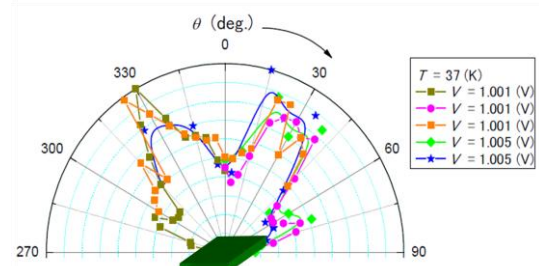 θ (deg.)
0
330
30
300
60
270
90
T = 37 (K)
V = 1.001 (V)
V = 1.001 (V)
V = 1.001 (V)
V = 1.005 (V)
V = 1.005 (V)